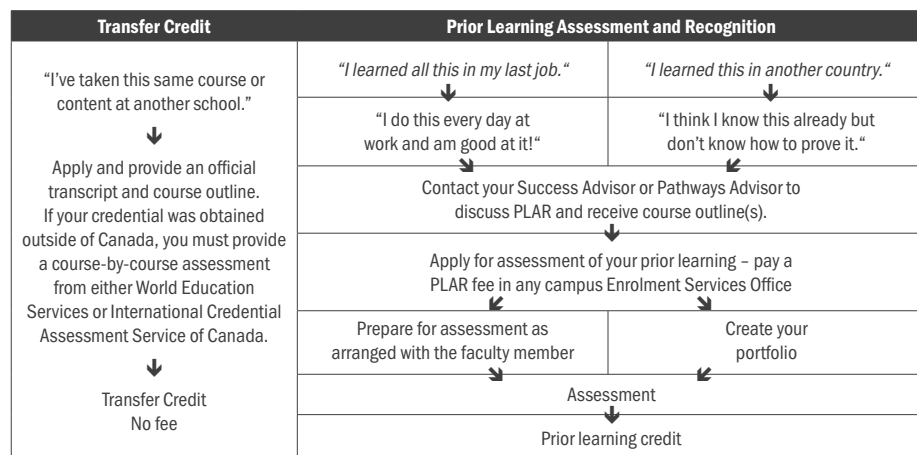 Transfer Credit
Prior Learning Assessment and Recognition
“I’ve taken this same course or
content at another school.”
Apply and provide an official
transcript and course outline.
If your credential was obtained
outside of Canada, you must provide
a course-by-course assessment
from either World Education
Services or International Credential
Assessment Service of Canada.
Transfer Credit
No fee
“I learned all this in my last job.“
“I learned this in another country.“
“I do this every day at
work and am good at it!“
“I think I know this already but
don’t know how to prove it.“
Contact your Success Advisor or Pathways Advisor to
discuss PLAR and receive course outline(s).
Apply for assessment of your prior learning – pay a
PLAR fee in any campus Enrolment Services Office
Prepare for assessment as
arranged with the faculty member
Create your
portfolio
Assessment
Prior learning credit